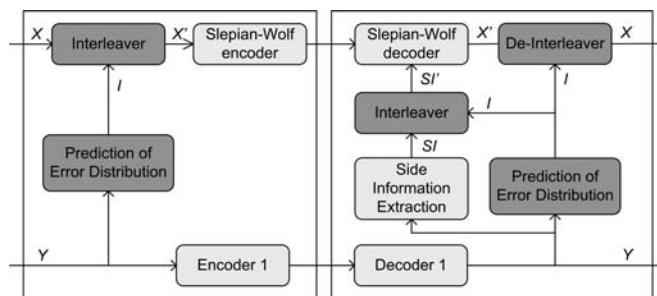 X
Interleaver
X'
Slepian-Wolf
encoder
I
Prediction of
Error Distribution
Y
Encoder 1
Slepian-Wolf
decoder
X'
De-Interleaver
X
SI'
I
I
Interleaver
SI
Side
Information
Extraction
Prediction of
Error Distribution
Decoder 1
Y